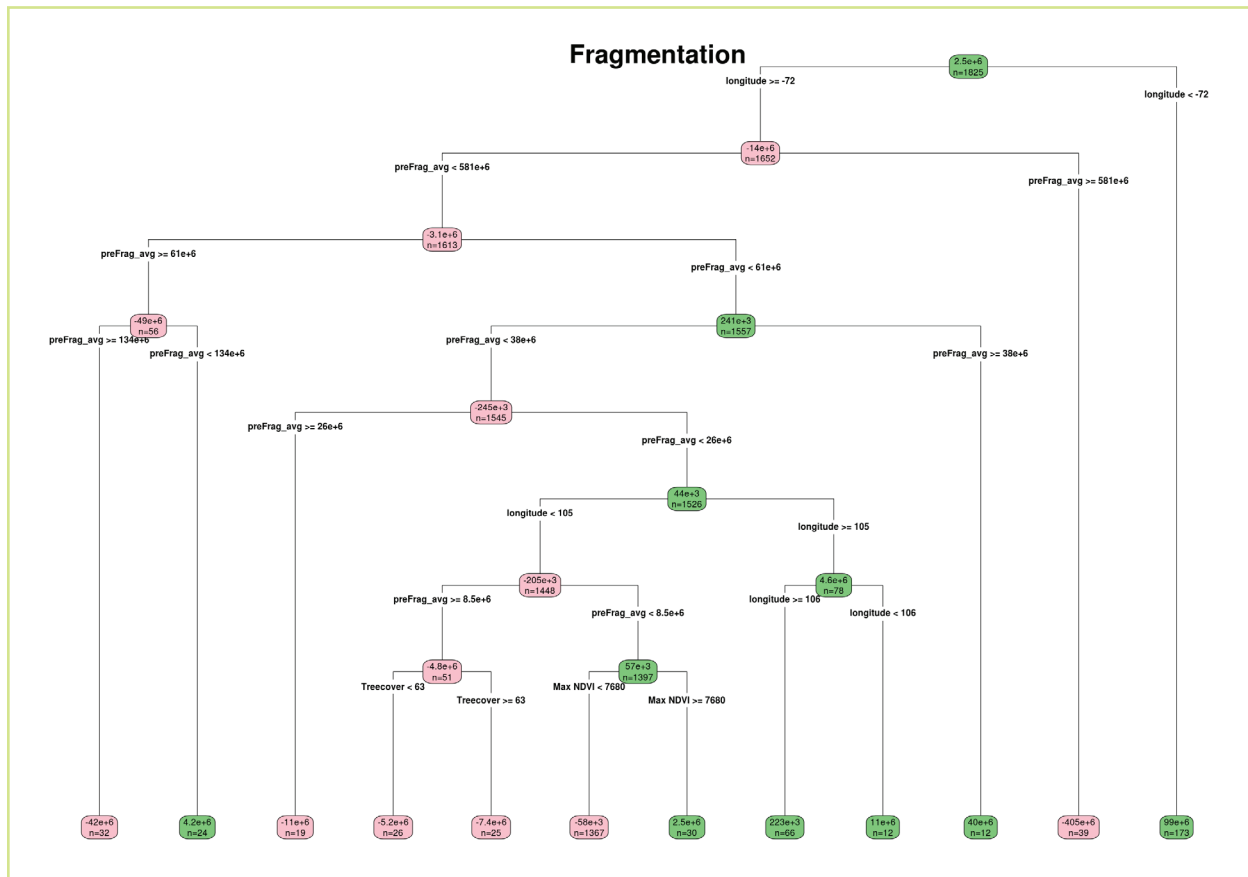 Fragmentation
2.5e+6
n=1825
longitude >= -72
longitude < -72
-14e+6
n=1652
preFrag_avg < 581e+6
preFrag_avg >= 581e+6
-3.1e+6
n=1613
preFrag_avg >= 61e+6
preFrag_avg < 61e+6
-49e+6
n=56
241e+3
n=1557
preFrag_avg >= 134e+6
preFrag_avg < 134e+6
preFrag_avg < 38e+6
preFrag_avg >= 38e+6
-245e+3
n=1545
preFrag_avg >= 26e+6
preFrag_avg < 26e+6
44e+3
n=1526
longitude < 105
longitude >= 105
-205e+3
n=1448
4.6e+6
n=78
preFrag_avg >= 8.5e+6
preFrag_avg < 8.5e+6
longitude >= 106
longitude < 106
-4.8e+6
n=51
57e+3
n=1397
Treecover < 63
Treecover >= 63
Max NDVI < 7680
Max NDVI >= 7680
-42e+6
n=32
4.2e+6
n=24
-11e+6
n=19
-5.2e+6
n=26
-7.4e+6
n=25
-58e+3
n=1367
2.5e+6
n=30
223e+3
n=66
11e+6
n=12
40e+6
n=12
-405e+6
n=39
99e+6
n=173